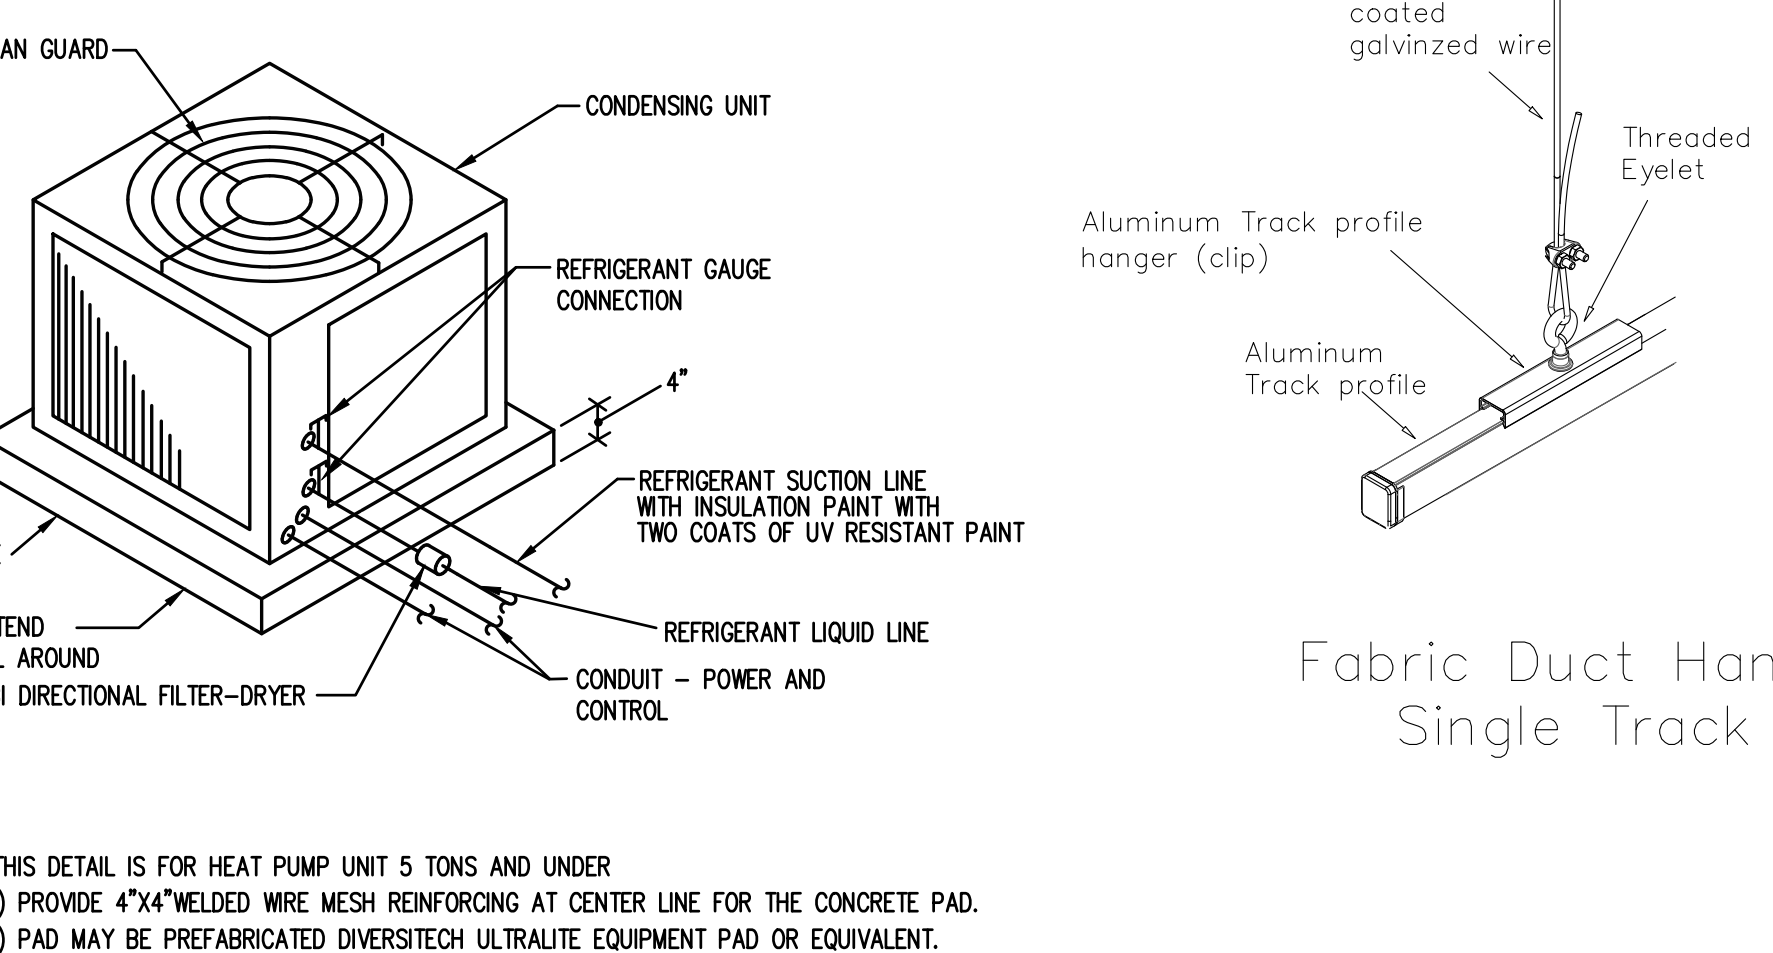 AN GUARD
CONDENSING UNIT
REFRIGERANT GAUGE
CONNECTION
4"
REFRIGERANT SUCTION LINE
WITH INSULATION PAINT WITH
TWO COATS OF UV RESISTANT PAINT
REFRIGERANT LIQUID LINE
CONDUIT - POWER AND
CONTROL
TEND
L AROUND
I DIRECTIONAL FILTER-DRYER
THIS DETAIL IS FOR HEAT PUMP UNIT 5 TONS AND UNDER
) PROVIDE 4"X4"WELDED WIRE MESH REINFORCING AT CENTER LINE FOR THE CONCRETE PAD.
) PAD MAY BE PREFABRICATED DIVERSITECH ULTRALITE EQUIPMENT PAD OR EQUIVALENT.
coated
galvinzed wire
Threaded
Eyelet
Aluminum Track profile
hanger (clip)
Aluminum
Track profile
Fabric Duct Han
Single Track